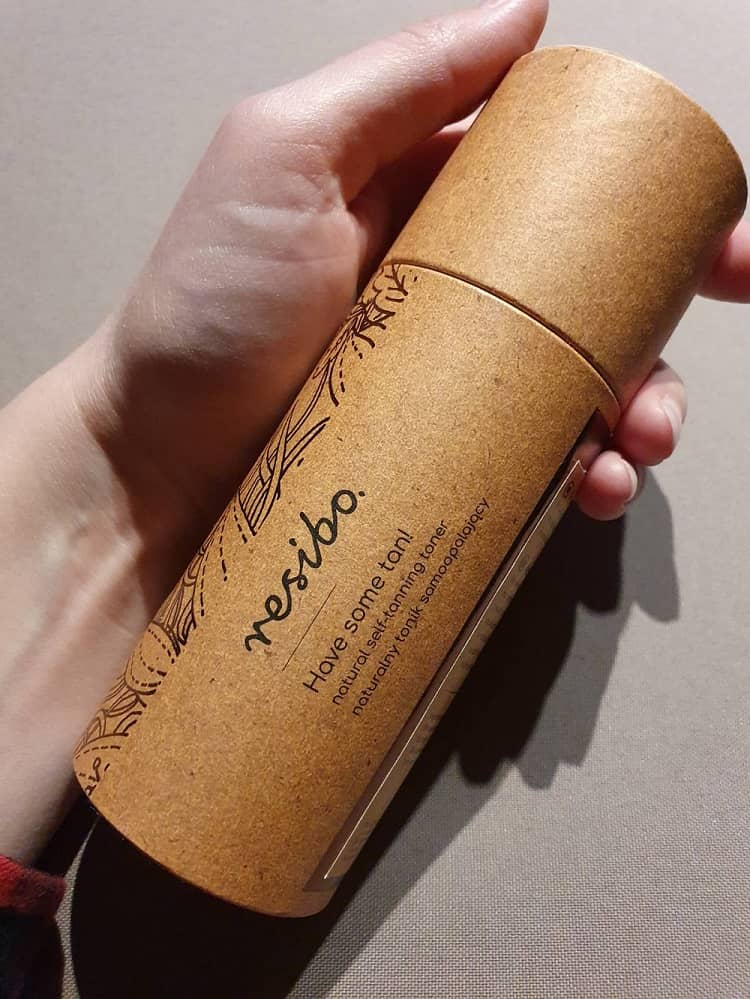 resibo.
Have some tan!
natural self-tanning toner
naturalny tonik samoopalający